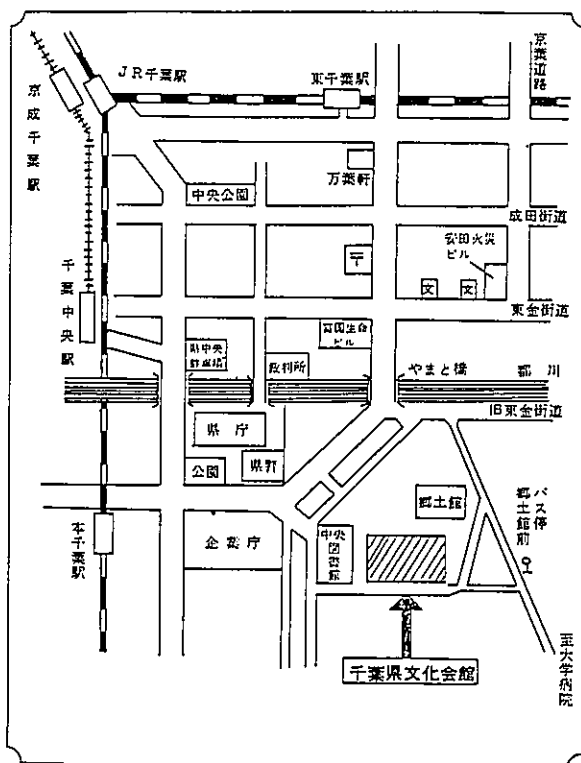 京葉道路
JR千葉駅
東千葉駅
京成千葉駅
万葉軒
中央公園
成田街道
安田火災
ビル
千葉中央駅
〒
文
文
東金街道
富国生命
ビル
県中央
駐車場
裁判所
やまと橋
都川
旧東金街道
県庁
公園
県警
郷土館
バス停
郷土館前
本千葉駅
企業庁
中央図書館
千葉県文化会館
至大学病院